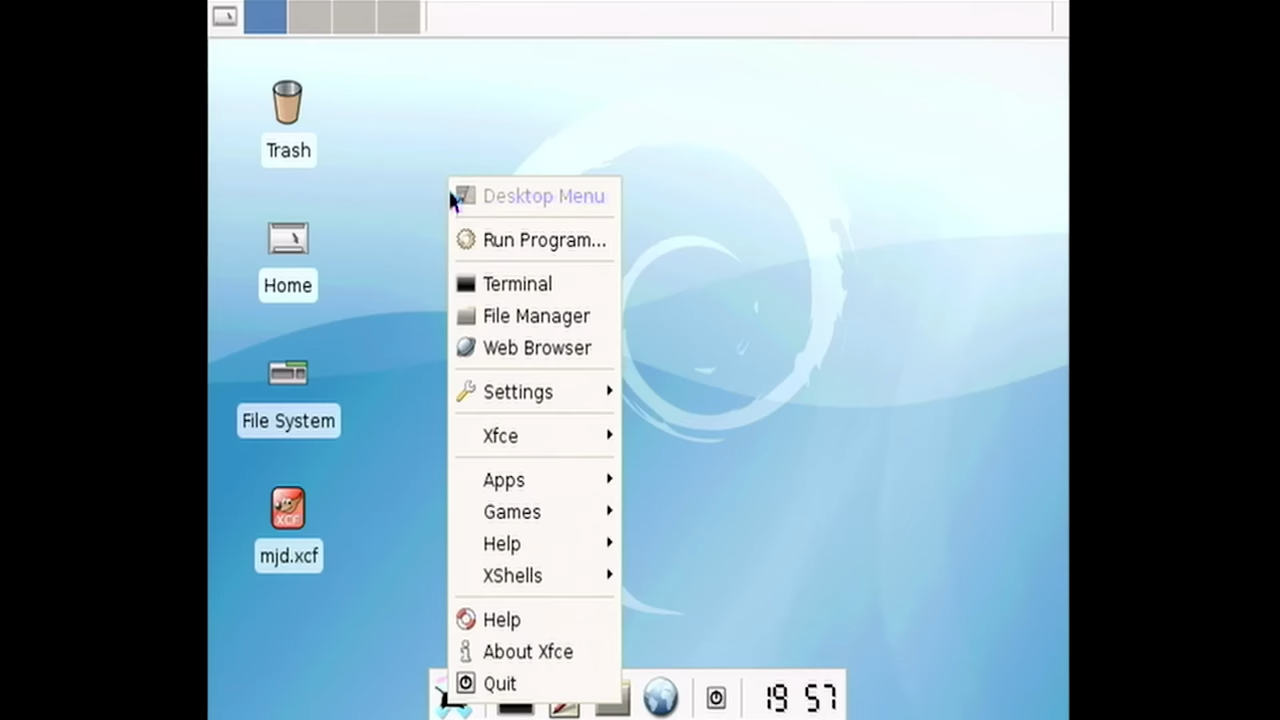 Trash
Home
File System
XCF
mjd.xcf
Desktop Menu
Run Program...
Terminal
File Manager
Web Browser
Settings
Xfce
Apps
Games
Help
XShells
Help
About Xfce
Quit
19 57